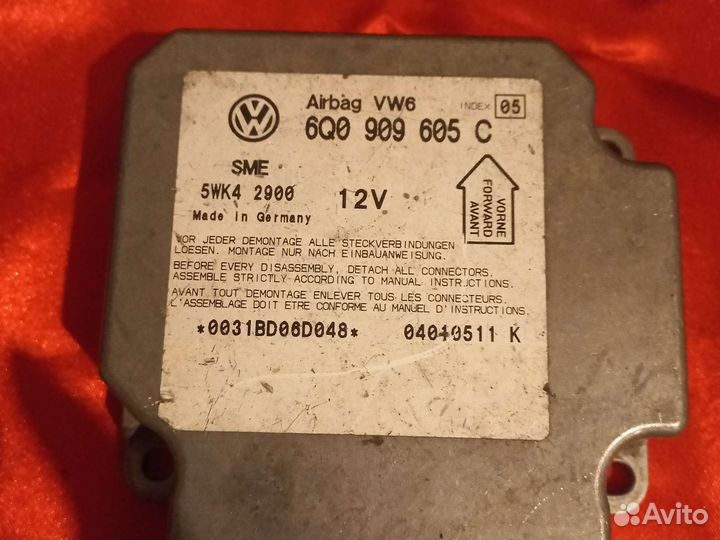 Airbag VW6 INDEX 05
6Q0 909 605 C
SME
5WK4 2900 12V
Made in Germany
VORNE
FORWARD
AVANT
VOR JEDER DEMONTAGE ALLE STECKVERBINDUNGEN
LOESEN. MONTAGE NUR NACH EINBAUANWEISUNG.
BEFORE EVERY DISASSEMBLY, DETACH ALL CONNECTORS.
ASSEMBLE STRICTLY ACCORDING TO MANUAL INSTRUCTIONS.
AVANT TOUT DEMONTAGE ENLEVER TOUS LES CONNECTEURS.
L'ASSEMBLAGE DOIT ETRE CONFORME AU MANUEL D'INSTRUCTIONS.
*0031BD06D048* 04040511 K
Avito